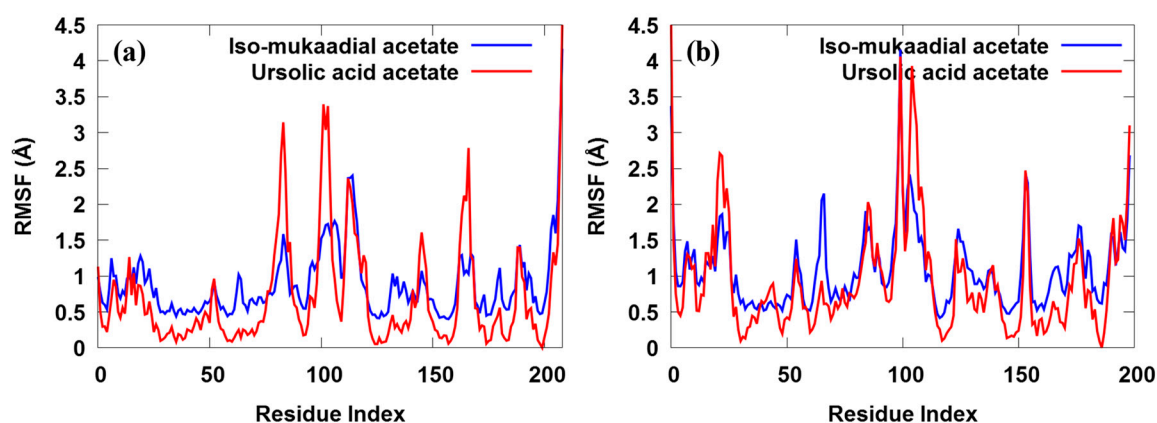 (a)
Iso-mukaadial acetate
Ursolic acid acetate
RMSF (Å)
4.5
4
3.5
3
2.5
2
1.5
1
0.5
0
0 50 100 150 200
Residue Index
(b)
Iso-mukaadial acetate
Ursolic acid acetate
RMSF (Å)
4.5
4
3.5
3
2.5
2
1.5
1
0.5
0
0 50 100 150 200
Residue Index